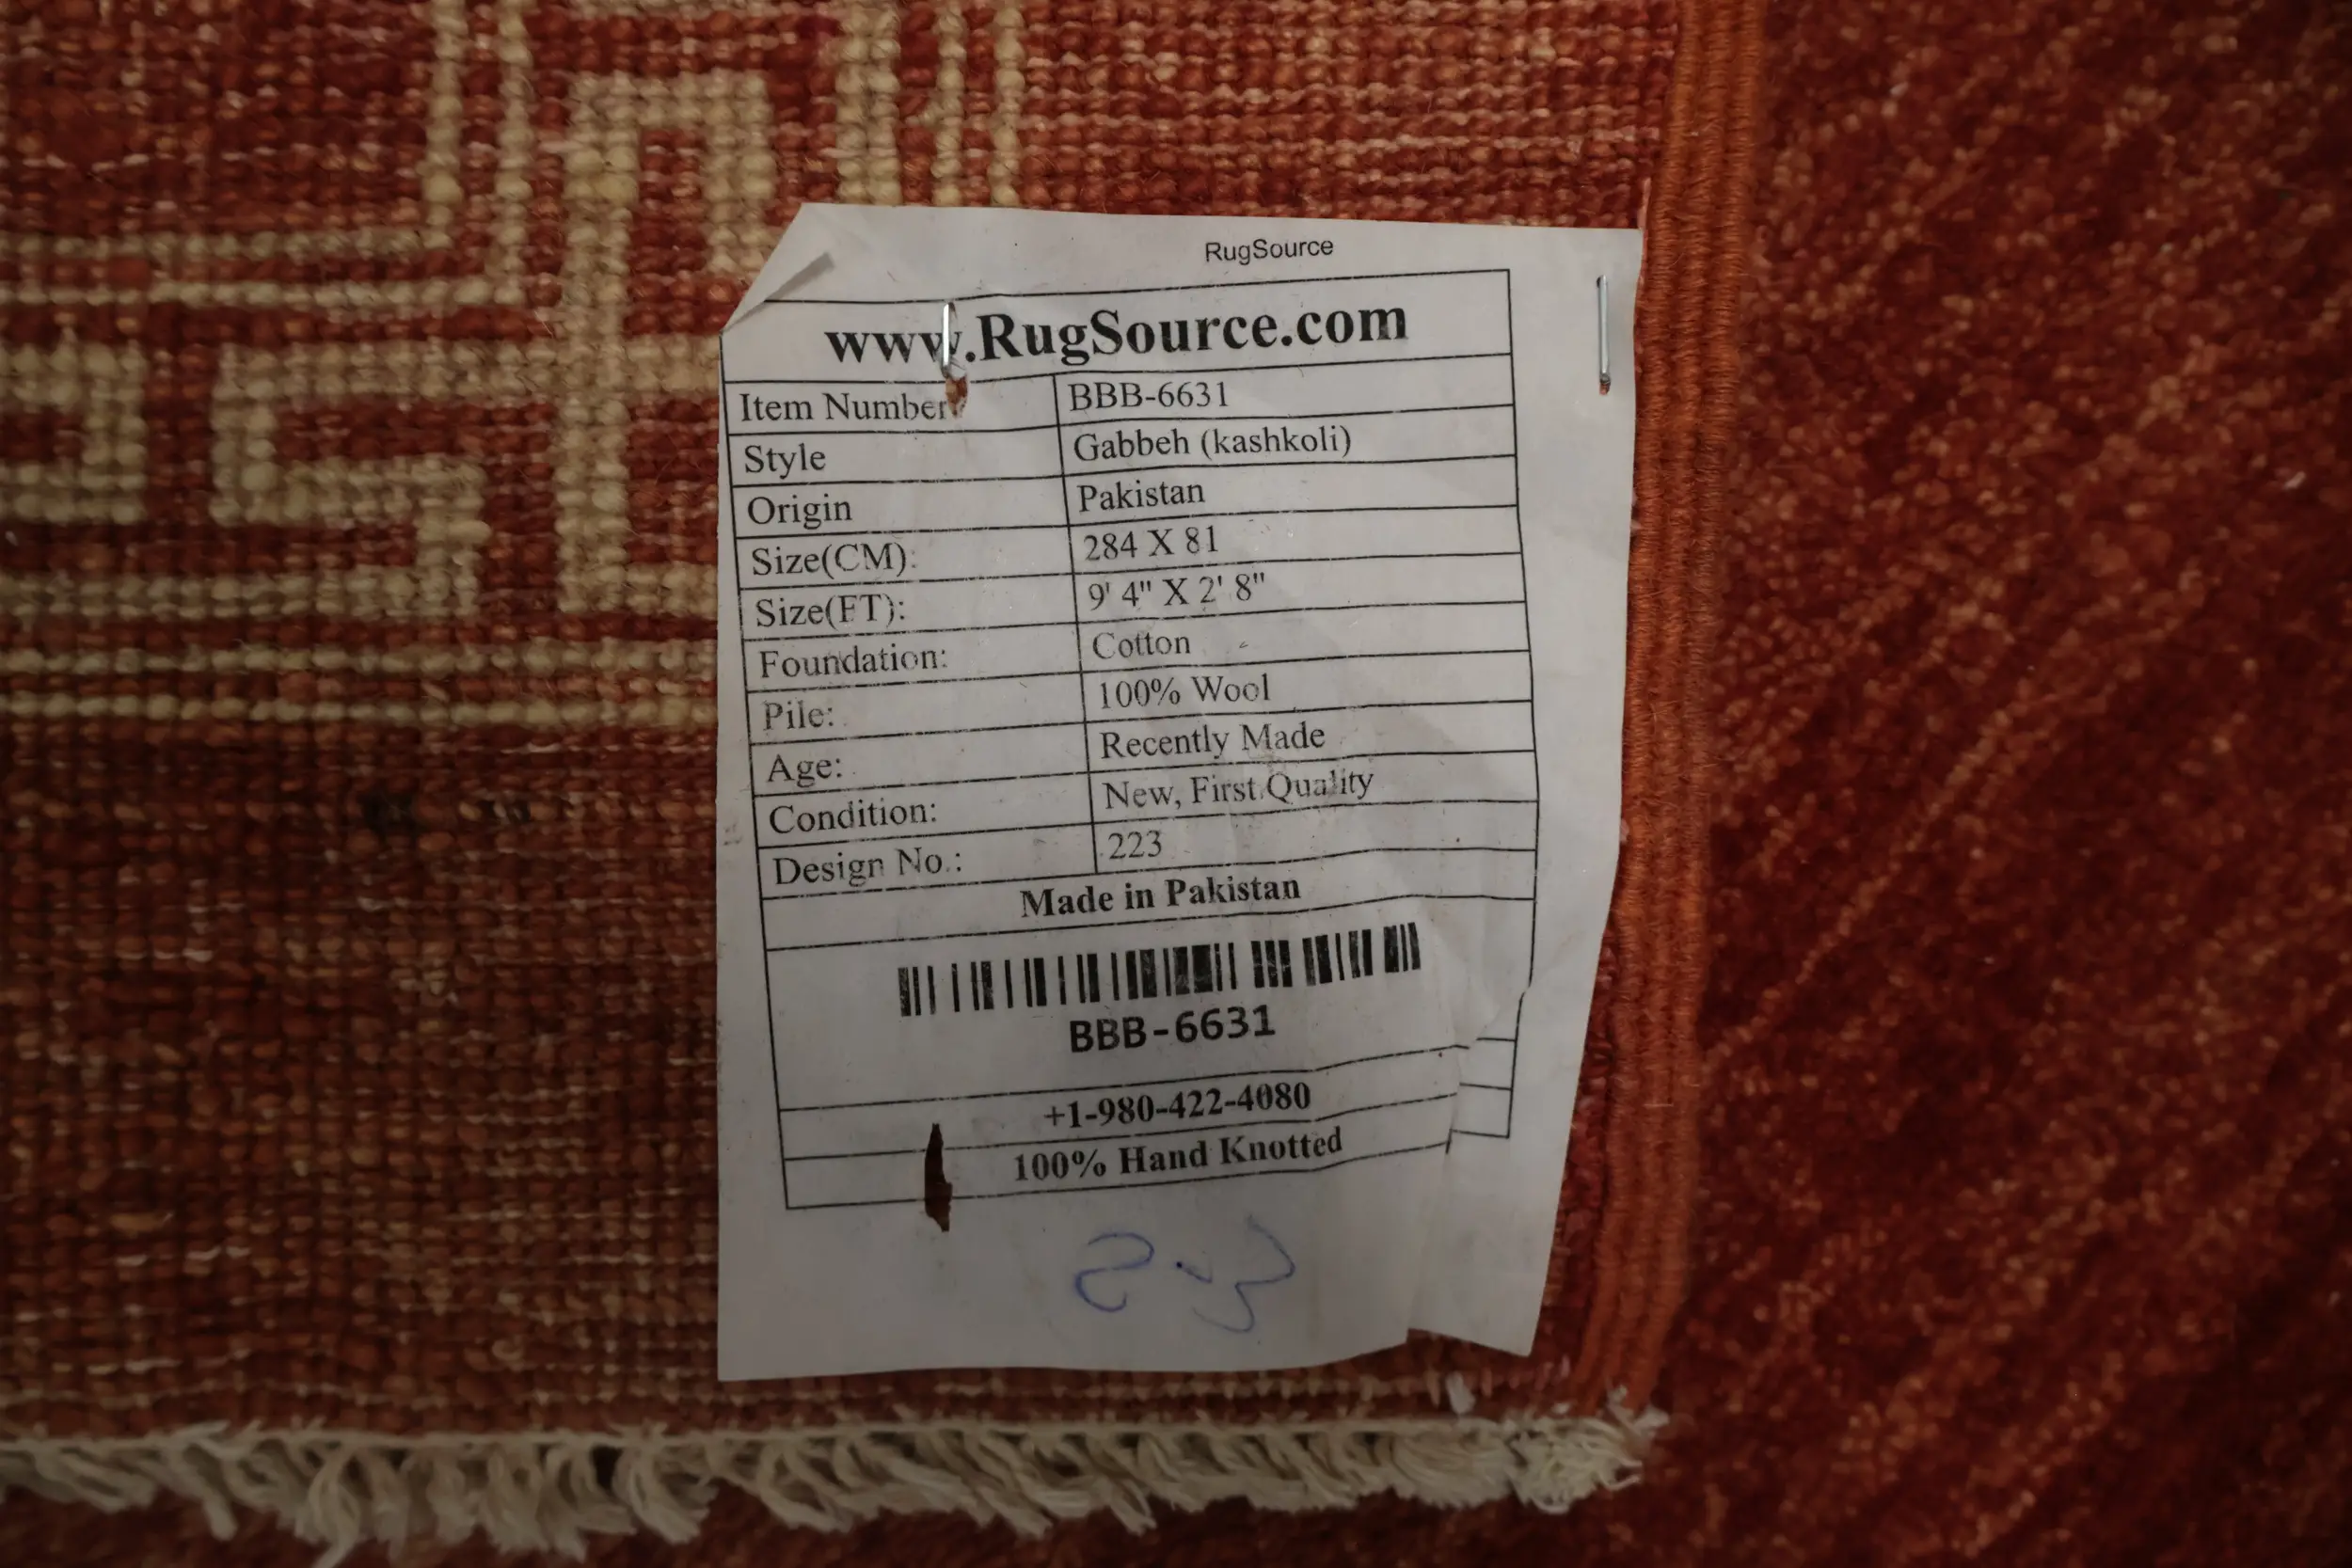 RugSource
www.RugSource.com
Item Number BBB-6631
Style Gabbeh (kashkoli)
Origin Pakistan
Size(CM): 284 X 81
Size(FT): 9' 4" X 2' 8"
Foundation: Cotton
Pile: 100% Wool
Age: Recently Made
Condition: New, First Quality
Design No.: 223
Made in Pakistan
BBB-6631
+1-980-422-4080
100% Hand Knotted